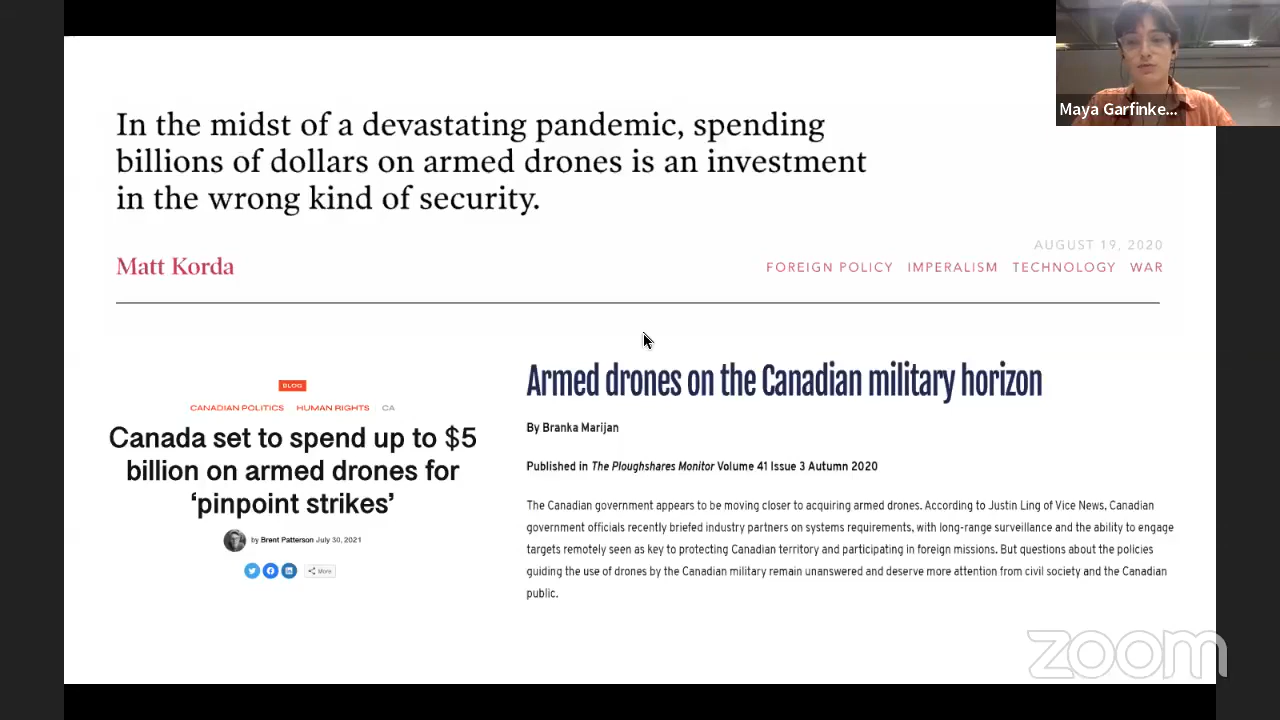 Maya Garfinke...
In the midst of a devastating pandemic, spending
billions of dollars on armed drones is an investment
in the wrong kind of security.
AUGUST 19, 2020
Matt Korda
FOREIGN POLICY IMPERIALISM TECHNOLOGY WAR
BLOG
CANADIAN POLITICS HUMAN RIGHTS CA
Canada set to spend up to $5
billion on armed drones for
‘pinpoint strikes’
by Brent Patterson July 30, 2021
More
Armed drones on the Canadian military horizon
By Branka Marijan
Published in The Ploughshares Monitor Volume 41 Issue 3 Autumn 2020
The Canadian government appears to be moving closer to acquiring armed drones. According to Justin Ling of Vice News, Canadian
government officials recently briefed industry partners on systems requirements, with long-range surveillance and the ability to engage
targets remotely seen as key to protecting Canadian territory and participating in foreign missions. But questions about the policies
guiding the use of drones by the Canadian military remain unanswered and deserve more attention from civil society and the Canadian
public.
zoom